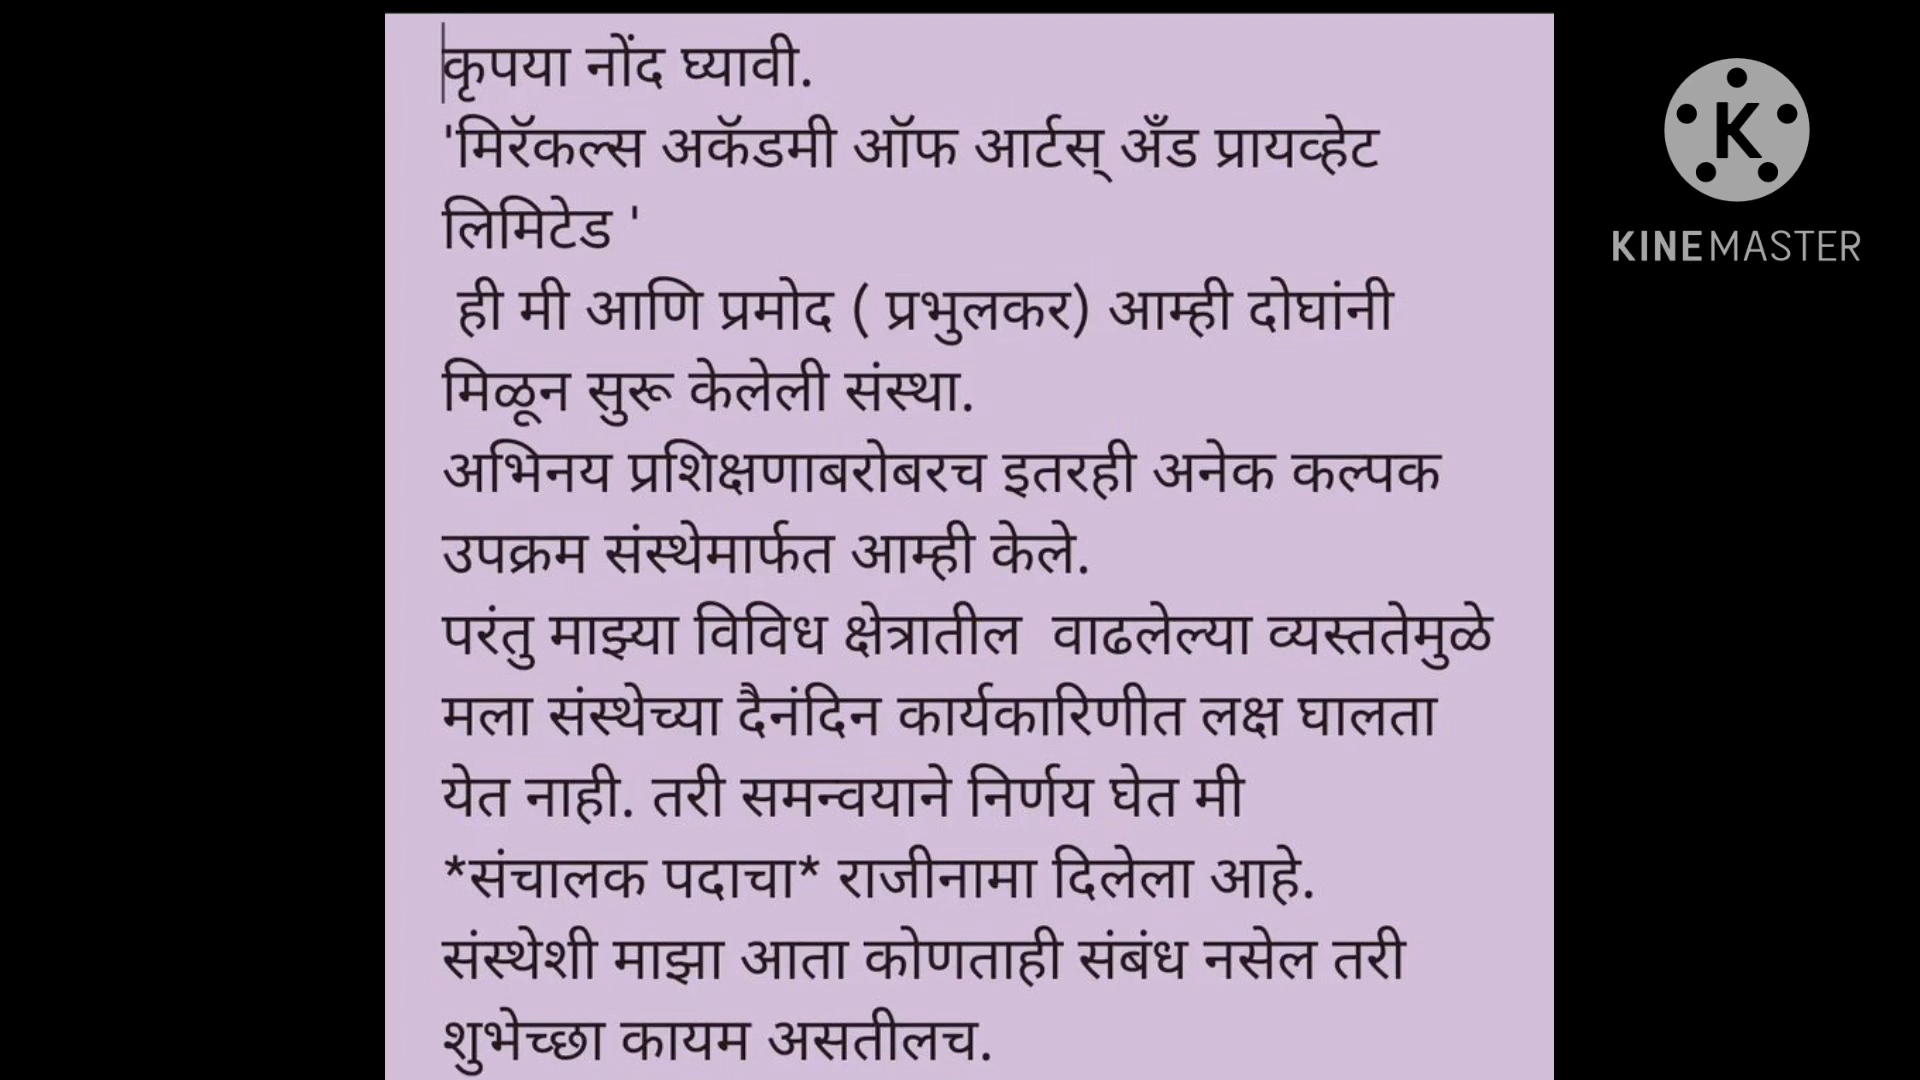 कृपया नोंद घ्यावी.
'मिरॅकल्स अकॅडमी ऑफ आर्टस् अँड प्रायव्हेट
लिमिटेड '
ही मी आणि प्रमोद ( प्रभुलकर) आम्ही दोघांनी
मिळून सुरू केलेली संस्था.
अभिनय प्रशिक्षणाबरोबरच इतरही अनेक कल्पक
उपक्रम संस्थेमार्फत आम्ही केले.
परंतु माझ्या विविध क्षेत्रातील  वाढलेल्या व्यस्ततेमुळे
मला संस्थेच्या दैनंदिन कार्यकारिणीत लक्ष घालता
येत नाही. तरी समन्वयाने निर्णय घेत मी
*संचालक पदाचा* राजीनामा दिलेला आहे.
संस्थेशी माझा आता कोणताही संबंध नसेल तरी
शुभेच्छा कायम असतीलच.
K
KINEMASTER